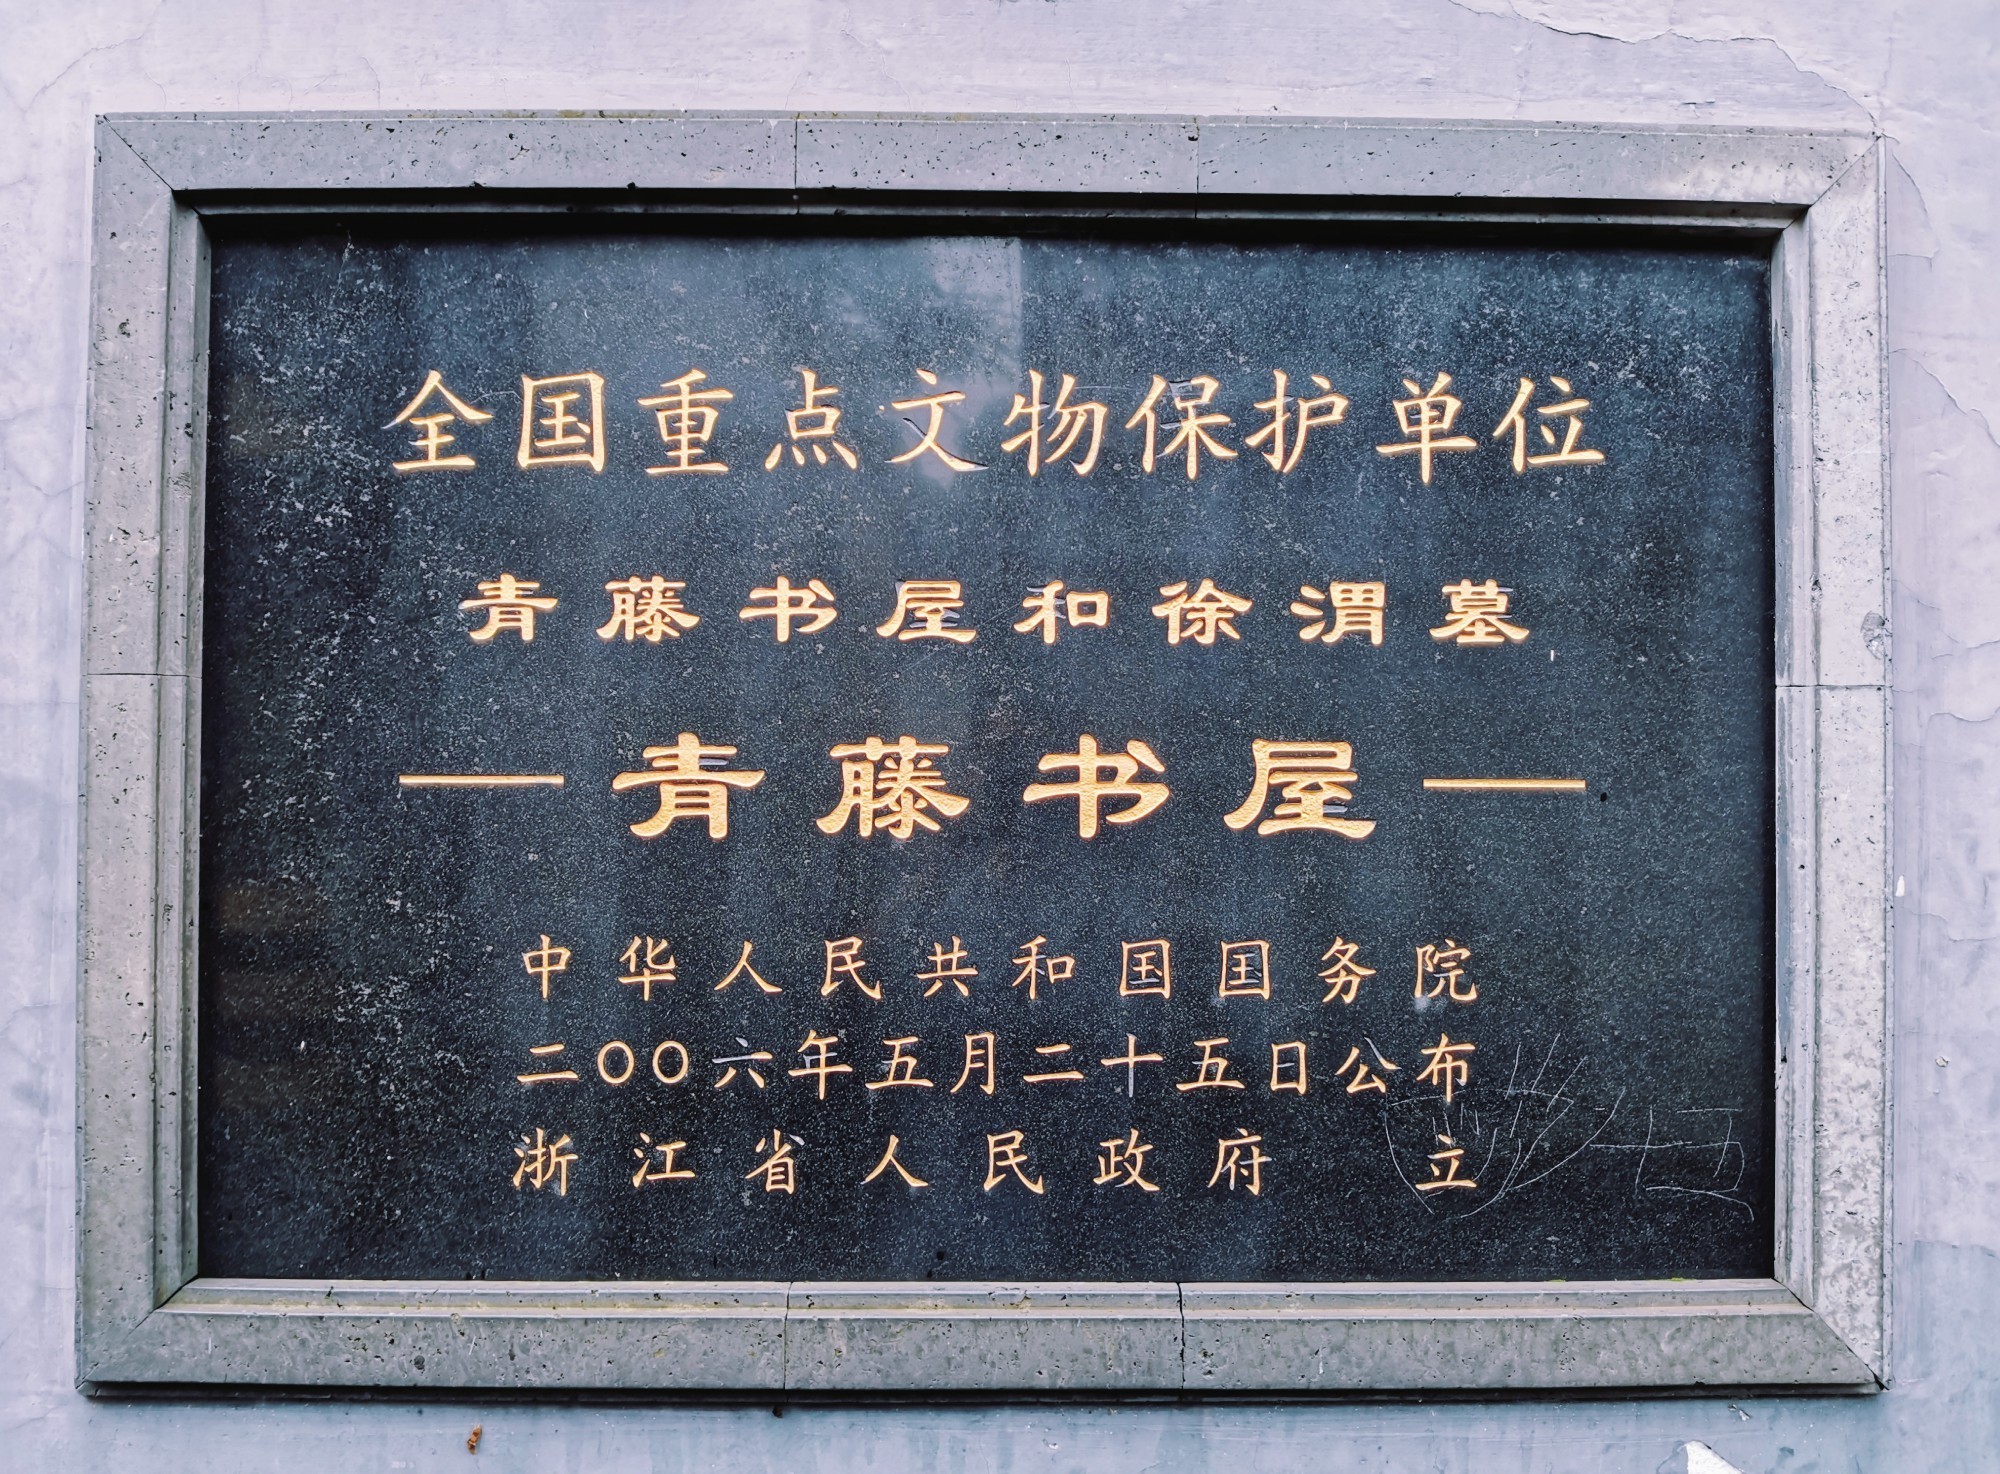 全国重点文物保护单位
青藤书屋和徐渭墓
—青藤书屋—
中华人民共和国国务院
二〇〇六年五月二十五日公布
浙江省人民政府 立